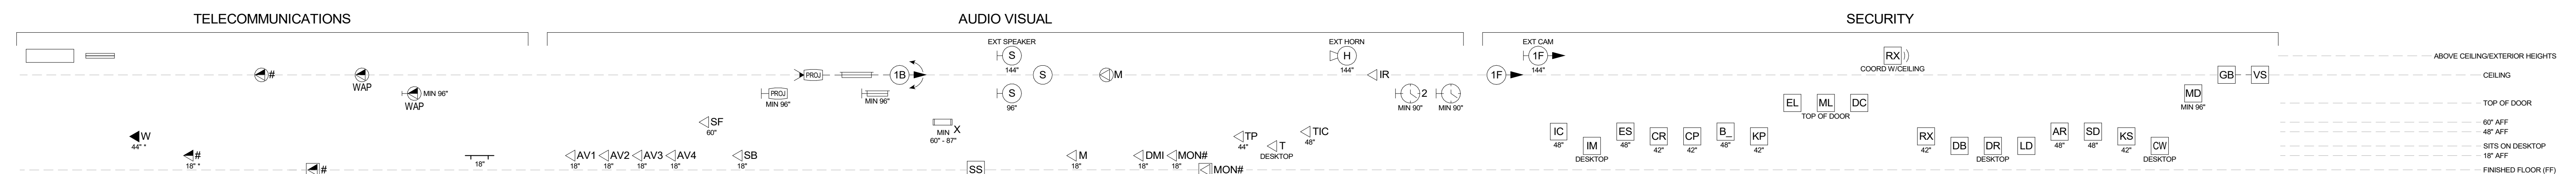 TELECOMMUNICATIONS
AUDIO VISUAL
SECURITY
EXT SPEAKER
EXT HORN
EXT CAM
S
H
1F
RX
ABOVE CEILING/EXTERIOR HEIGHTS
144"
144"
144"
COORD W/CEILING
#
WAP
PROJ
1B
S
M
IR
1F
GB
VS
CEILING
WAP
MIN 96"
PROJ
MIN 96"
MIN 96"
S
96"
2
MIN 90"
MIN 90"
MD
MIN 96"
EL
ML
DC
TOP OF DOOR
TOP OF DOOR
SF
60"
MIN
60" - 87"
X
60" AFF
W
44" *
TP
44"
T
DESKTOP
TIC
48"
IC
48"
IM
DESKTOP
ES
48"
CR
42"
CP
42"
B_
48"
KP
42"
RX
42"
DB
DR
DESKTOP
LD
AR
48"
SD
48"
KS
42"
CW
DESKTOP
48" AFF
SITS ON DESKTOP
#
18" *
18"
AV1
18"
AV2
18"
AV3
18"
AV4
18"
SB
18"
M
18"
DMI
18"
MON#
18"
18" AFF
#
SS
MON#
FINISHED FLOOR (FF)